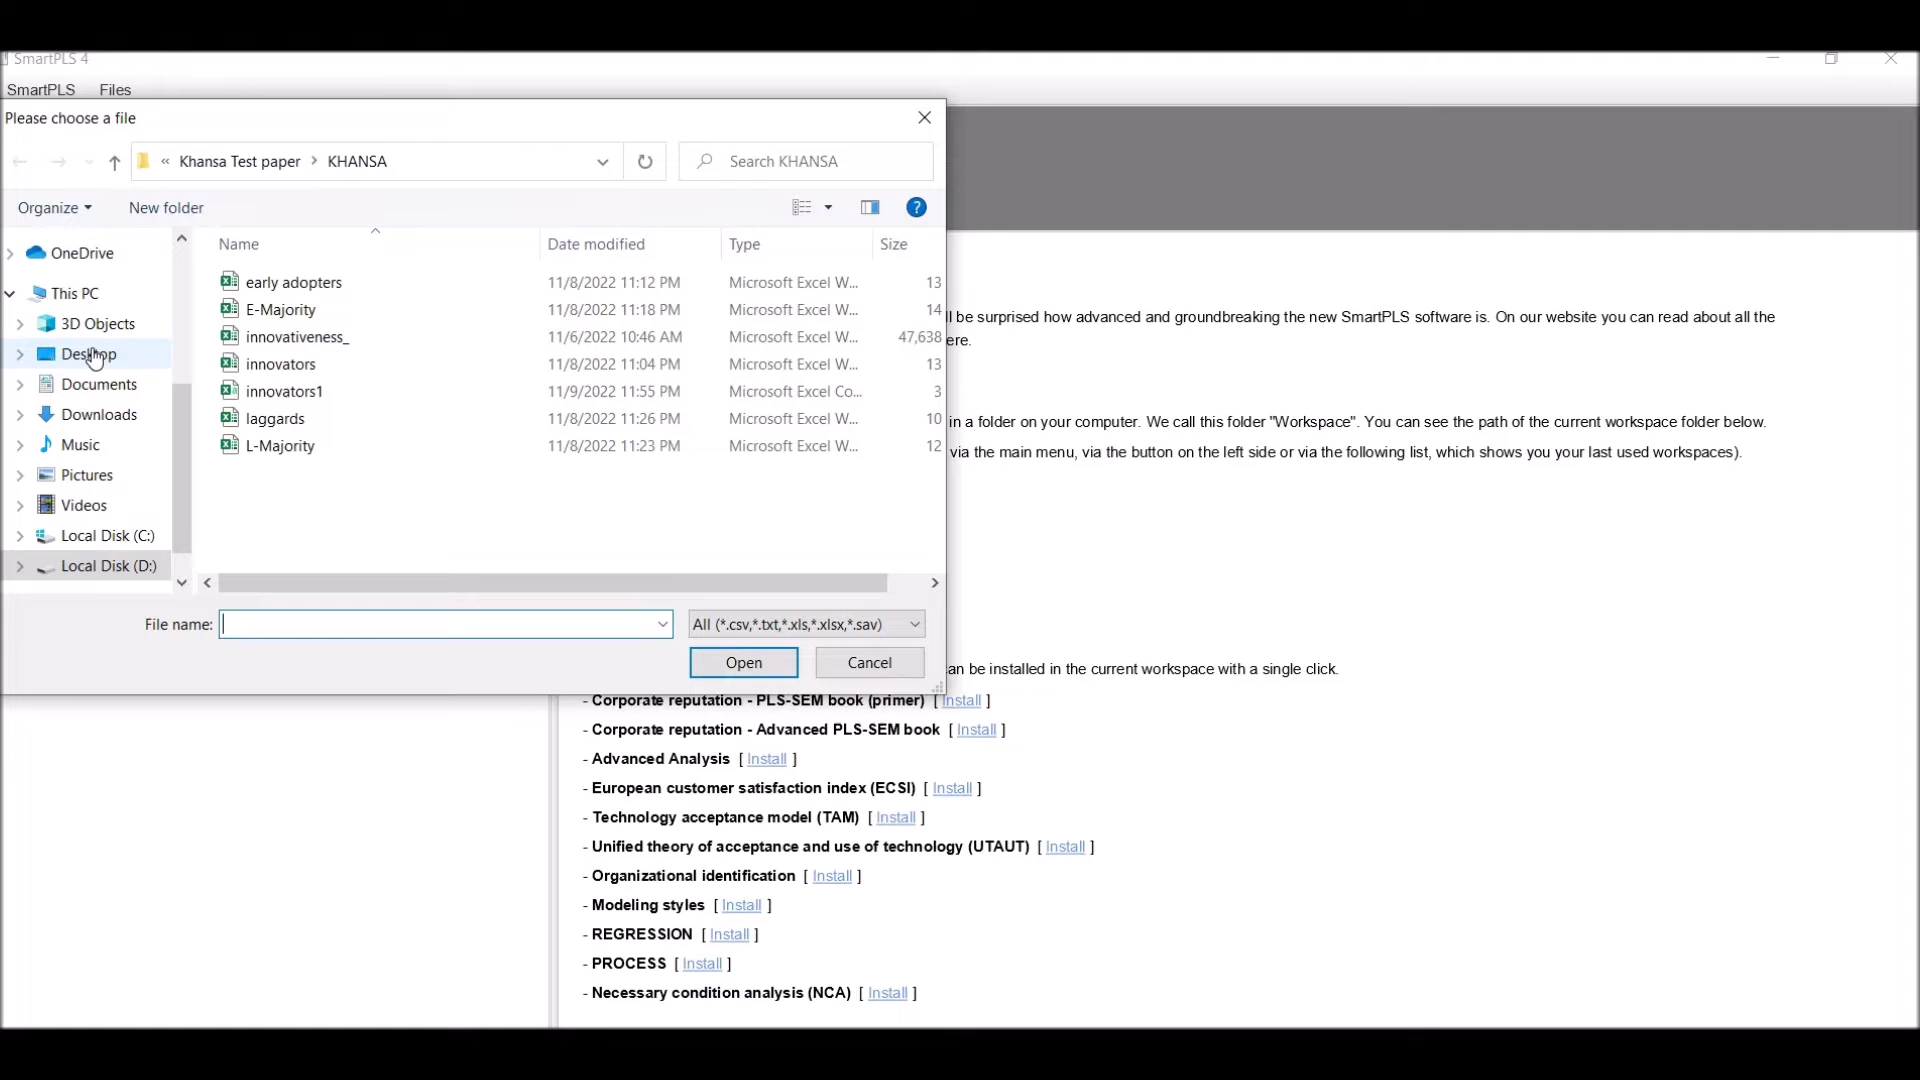 SmartPLS 4
SmartPLS Files
Please choose a file
« Khansa Test paper > KHANSA
Search KHANSA
Organize
New folder
OneDrive
This PC
3D Objects
Desktop
Documents
Downloads
Music
Pictures
Videos
Local Disk (C:)
Local Disk (D:)
Name Date modified Type Size
early adopters 11/8/2022 11:12 PM Microsoft Excel W... 13
E-Majority 11/8/2022 11:18 PM Microsoft Excel W... 14
innovativeness_ 11/6/2022 10:46 AM Microsoft Excel W... 47,638
innovators 11/8/2022 11:04 PM Microsoft Excel W... 13
innovators1 11/9/2022 11:55 PM Microsoft Excel Co... 3
laggards 11/8/2022 11:26 PM Microsoft Excel W... 10
L-Majority 11/8/2022 11:23 PM Microsoft Excel W... 12
File name:
All (*.csv,*.txt,*.xls,*.xlsx,*.sav)
Open Cancel
ll be surprised how advanced and groundbreaking the new SmartPLS software is. On our website you can read about all the
ere.
in a folder on your computer. We call this folder "Workspace". You can see the path of the current workspace folder below.
via the main menu, via the button on the left side or via the following list, which shows you your last used workspaces).
an be installed in the current workspace with a single click.
- Corporate reputation - PLS-SEM book (primer) [ Install ]
- Corporate reputation - Advanced PLS-SEM book [ Install ]
- Advanced Analysis [ Install ]
- European customer satisfaction index (ECSI) [ Install ]
- Technology acceptance model (TAM) [ Install ]
- Unified theory of acceptance and use of technology (UTAUT) [ Install ]
- Organizational identification [ Install ]
- Modeling styles [ Install ]
- REGRESSION [ Install ]
- PROCESS [ Install ]
- Necessary condition analysis (NCA) [ Install ]